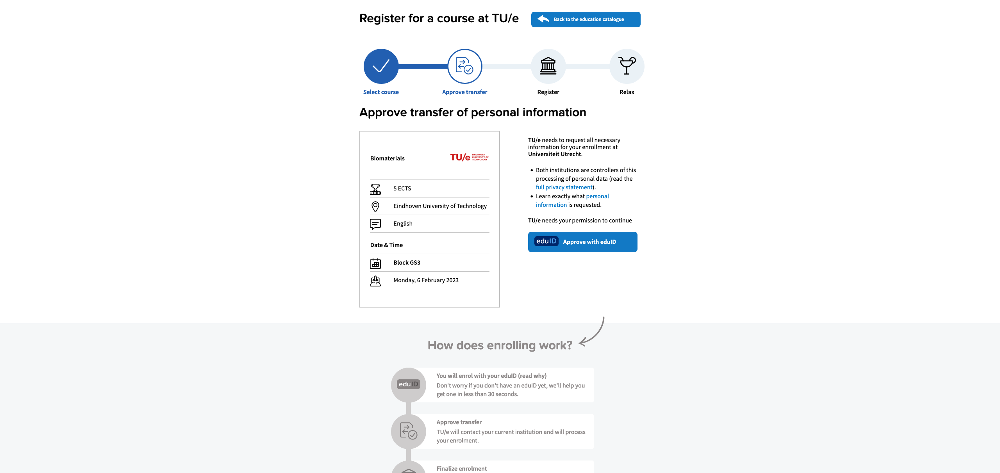 Register for a course at TU/e
Back to the education catalogue
Select course
Approve transfer
Register
Relax
Approve transfer of personal information
Biomaterials
TU/e EINDHOVEN
UNIVERSITY OF
TECHNOLOGY
5 ECTS
Eindhoven University of Technology
English
Date & Time
Block GS3
Monday, 6 February 2023
TU/e needs to request all necessary
information for your enrollment at
Universiteit Utrecht.
Both institutions are controllers of this
processing of personal data (read the
full privacy statement).
Learn exactly what personal
information is requested.
TU/e needs your permission to continue
eduID Approve with eduID
How does enrolling work?
eduID
You will enrol with your eduID (read why)
Don't worry if you don't have an eduID yet, we'll help you
get one in less than 30 seconds.
Approve transfer
TU/e will contact your current institution and will process
your enrolment.
Finalize enrolment